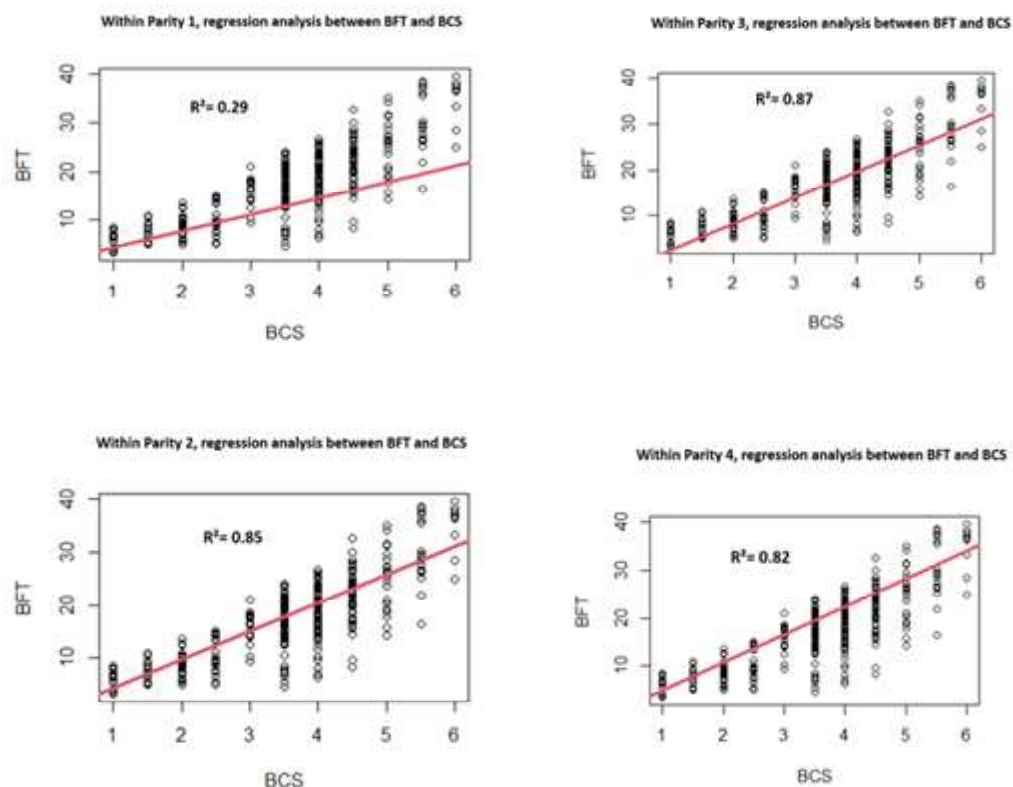 Within Parity 1, regression analysis between BFT and BCS
R²= 0.29
40
30
20
10
BFT
1 2 3 4 5 6
BCS
Within Parity 3, regression analysis between BFT and BCS
R²= 0.87
40
30
20
10
BFT
1 2 3 4 5 6
BCS
Within Parity 2, regression analysis between BFT and BCS
R²= 0.85
40
30
20
10
BFT
1 2 3 4 5 6
BCS
Within Parity 4, regression analysis between BFT and BCS
R²= 0.82
40
30
20
10
BFT
1 2 3 4 5 6
BCS